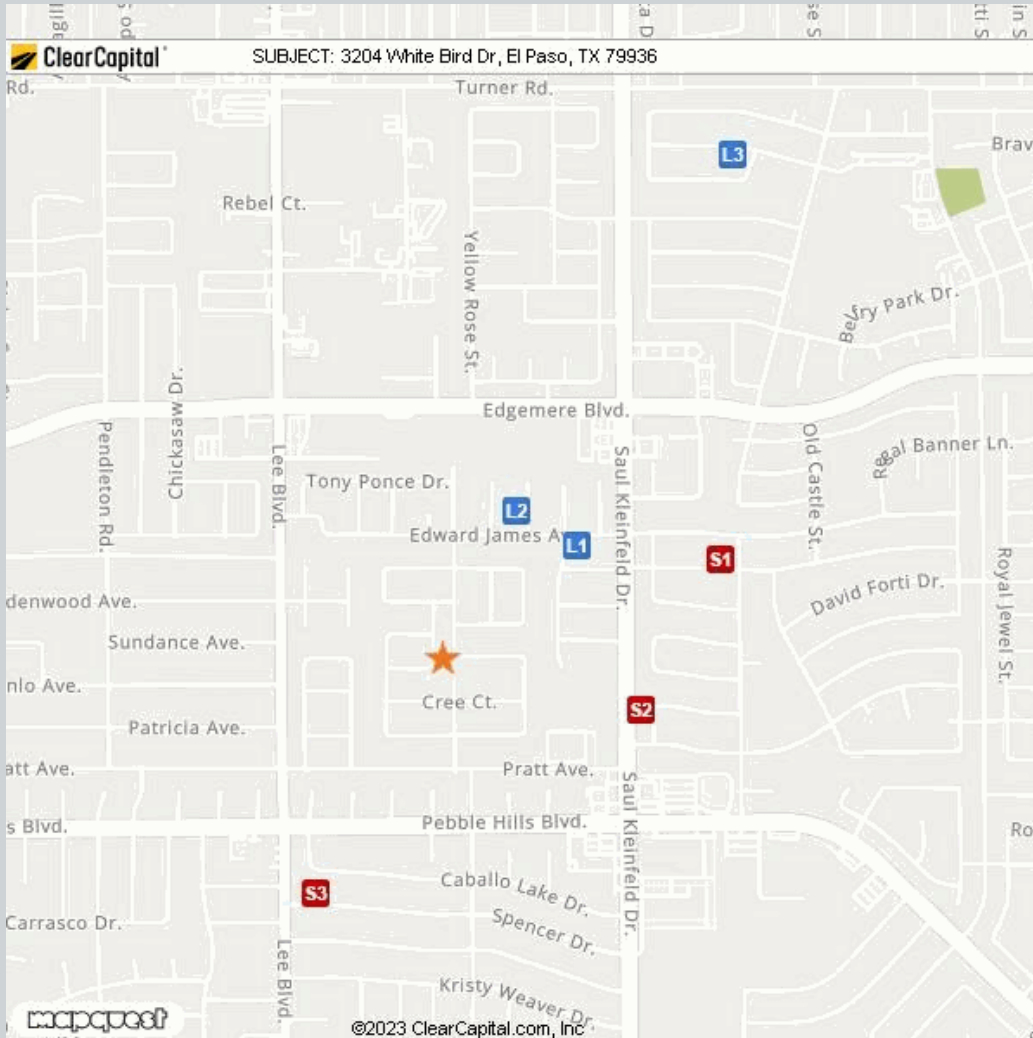 ClearCapital
SUBJECT: 3204 White Bird Dr, El Paso, TX 79936
Rd.
Turner Rd.
L3
Brav
Rebel Ct.
Yellow Rose St.
Belfry Park Dr.
Chickasaw Dr.
Edgemere Blvd.
Pendleton Rd.
Lee Blvd.
Saul Kleinfeld Dr.
Old Castle St.
Regal Banner Ln.
Tony Ponce Dr.
L2
Edward James A
L1
S1
David Forti Dr.
Royal Jewel St.
denwood Ave.
Sundance Ave.
nlo Ave.
Cree Ct.
S2
Patricia Ave.
att Ave.
Pratt Ave.
s Blvd.
Pebble Hills Blvd.
Saul Kleinfeld Dr.
Ro
S3
Caballo Lake Dr.
Carrasco Dr.
Spencer Dr.
Lee Blvd.
Kristy Weaver Dr.
mapquest
©2023 ClearCapital.com, Inc